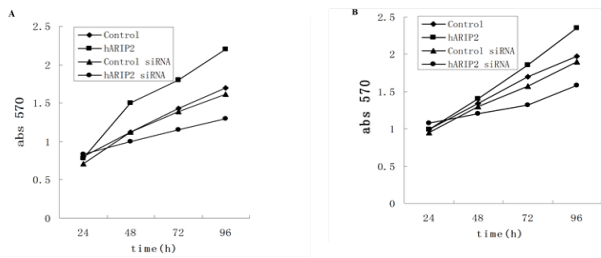 A
2.5
2
1.5
1
0.5
0
abs 570
Control
hARIP2
Control siRNA
hARIP2 siRNA
24 48 72 96
time(h)
B
2.5
2
1.5
1
0.5
0
abs 570
Control
hARIP2
Control siRNA
hARIP2 siRNA
24 48 72 96
time(h)